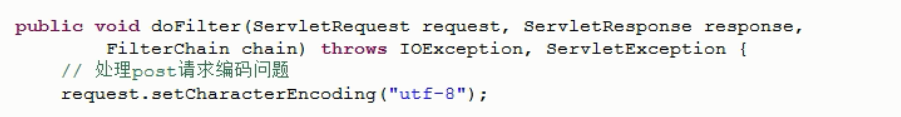 public void doFilter(ServletRequest request, ServletResponse response,
FilterChain chain) throws IOException, ServletException {
// 处理post请求编码问题
request.setCharacterEncoding("utf-8");